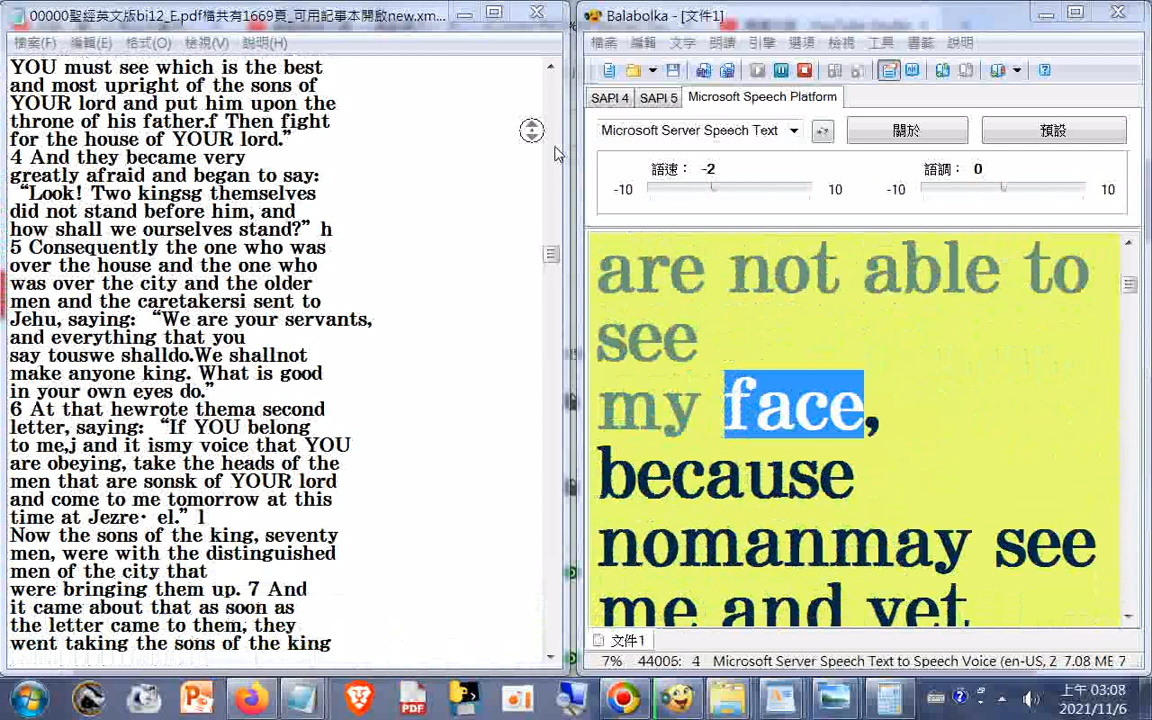 00000聖經英文版bi12_E.pdf檔共有1669頁_可用記事本開啟new.xm...
檔案(F) 編輯(E) 格式(O) 檢視(V) 說明(H)
YOU must see which is the best
and most upright of the sons of
YOUR lord and put him upon the
throne of his father.f Then fight
for the house of YOUR lord.”
4 And they became very
greatly afraid and began to say:
“Look! Two kingsg themselves
did not stand before him, and
how shall we ourselves stand?” h
5 Consequently the one who was
over the house and the one who
was over the city and the older
men and the caretakersi sent to
Jehu, saying: “We are your servants,
and everything that you
say touswe shalldo.We shallnot
make anyone king. What is good
in your own eyes do.”
6 At that hewrote thema second
letter, saying: “If YOU belong
to me,j and it ismy voice that YOU
are obeying, take the heads of the
men that are sonsk of YOUR lord
and come to me tomorrow at this
time at Jezre· el.” l
Now the sons of the king, seventy
men, were with the distinguished
men of the city that
were bringing them up. 7 And
it came about that as soon as
the letter came to them, they
went taking the sons of the king
Balabolka - [文件1]
檔案 編輯 文字 朗讀 引擎 選項 檢視 工具 書籤 說明
SAPI 4 SAPI 5 Microsoft Speech Platform
Microsoft Server Speech Text 關於 預設
語速: -2 語調: 0
-10 10 -10 10
are not able to
see
my face,
because
nomanmay see
me and yet
文件1
7% 44005: 4 Microsoft Server Speech Text to Speech Voice (en-US, 2 7.08 ME 7
PDF
上午 03:08
2021/11/6